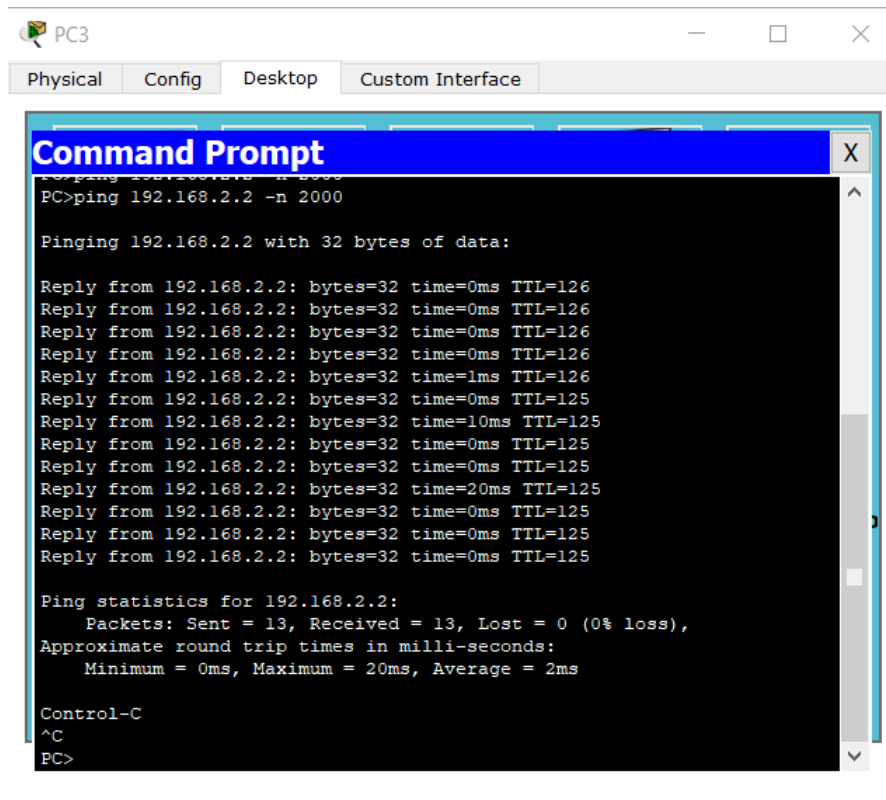 PC3
Physical Config Desktop Custom Interface
Command Prompt
X
PC>ping 192.168.2.2 -n 2000
PC>ping 192.168.2.2 -n 2000
Pinging 192.168.2.2 with 32 bytes of data:
Reply from 192.168.2.2: bytes=32 time=0ms TTL=126
Reply from 192.168.2.2: bytes=32 time=0ms TTL=126
Reply from 192.168.2.2: bytes=32 time=0ms TTL=126
Reply from 192.168.2.2: bytes=32 time=0ms TTL=126
Reply from 192.168.2.2: bytes=32 time=1ms TTL=126
Reply from 192.168.2.2: bytes=32 time=0ms TTL=125
Reply from 192.168.2.2: bytes=32 time=10ms TTL=125
Reply from 192.168.2.2: bytes=32 time=0ms TTL=125
Reply from 192.168.2.2: bytes=32 time=0ms TTL=125
Reply from 192.168.2.2: bytes=32 time=20ms TTL=125
Reply from 192.168.2.2: bytes=32 time=0ms TTL=125
Reply from 192.168.2.2: bytes=32 time=0ms TTL=125
Reply from 192.168.2.2: bytes=32 time=0ms TTL=125
Ping statistics for 192.168.2.2:
Packets: Sent = 13, Received = 13, Lost = 0 (0% loss),
Approximate round trip times in milli-seconds:
Minimum = 0ms, Maximum = 20ms, Average = 2ms
Control-C
^C
PC>